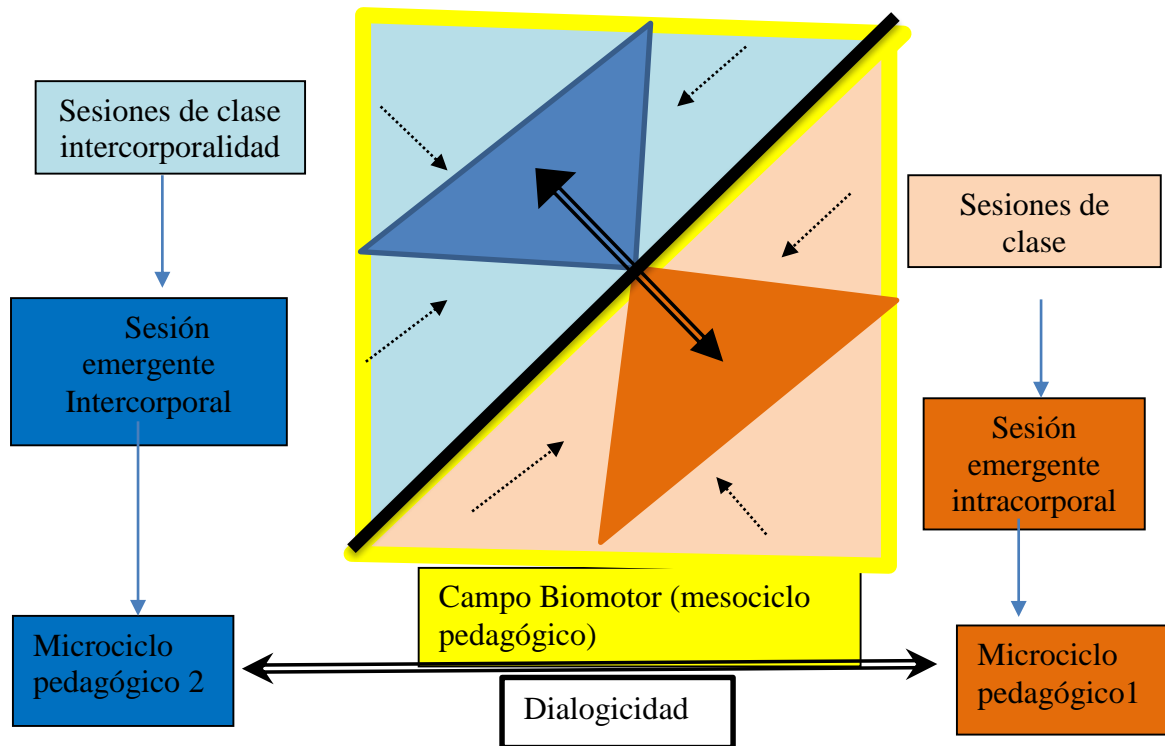 Sesiones de clase
intercorporalidad
Sesión
emergente
Intercorporal
Microciclo
pedagógico 2
Campo Biomotor (mesociclo
pedagógico)
Dialogicidad
Sesiones de
clase
Sesión
emergente
intracorporal
Microciclo
pedagógico1